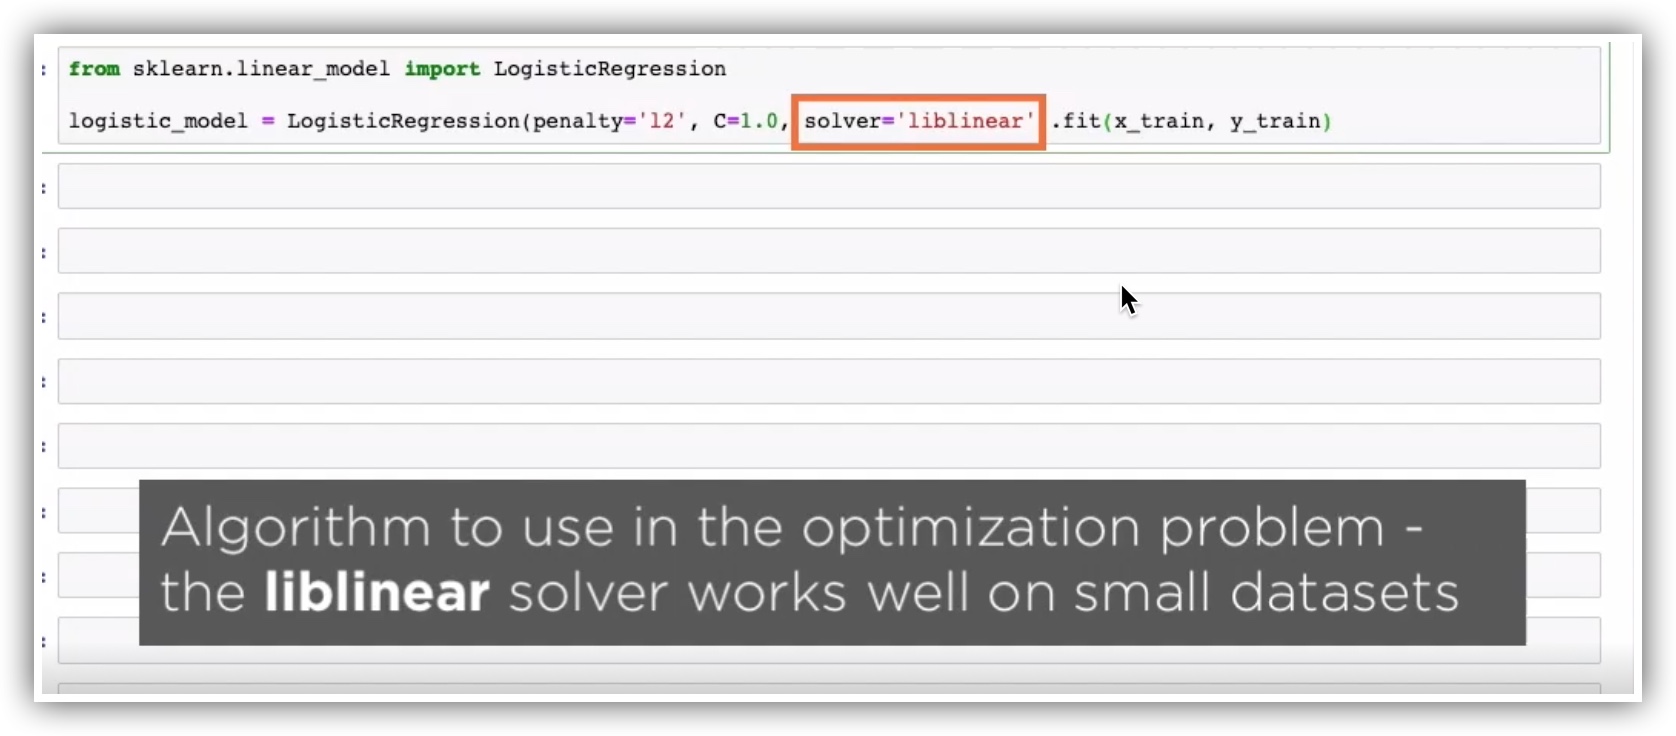 from sklearn.linear_model import LogisticRegression
logistic_model = LogisticRegression(penalty='l2', C=1.0, solver='liblinear' .fit(x_train, y_train)
Algorithm to use in the optimization problem -
the liblinear solver works well on small datasets